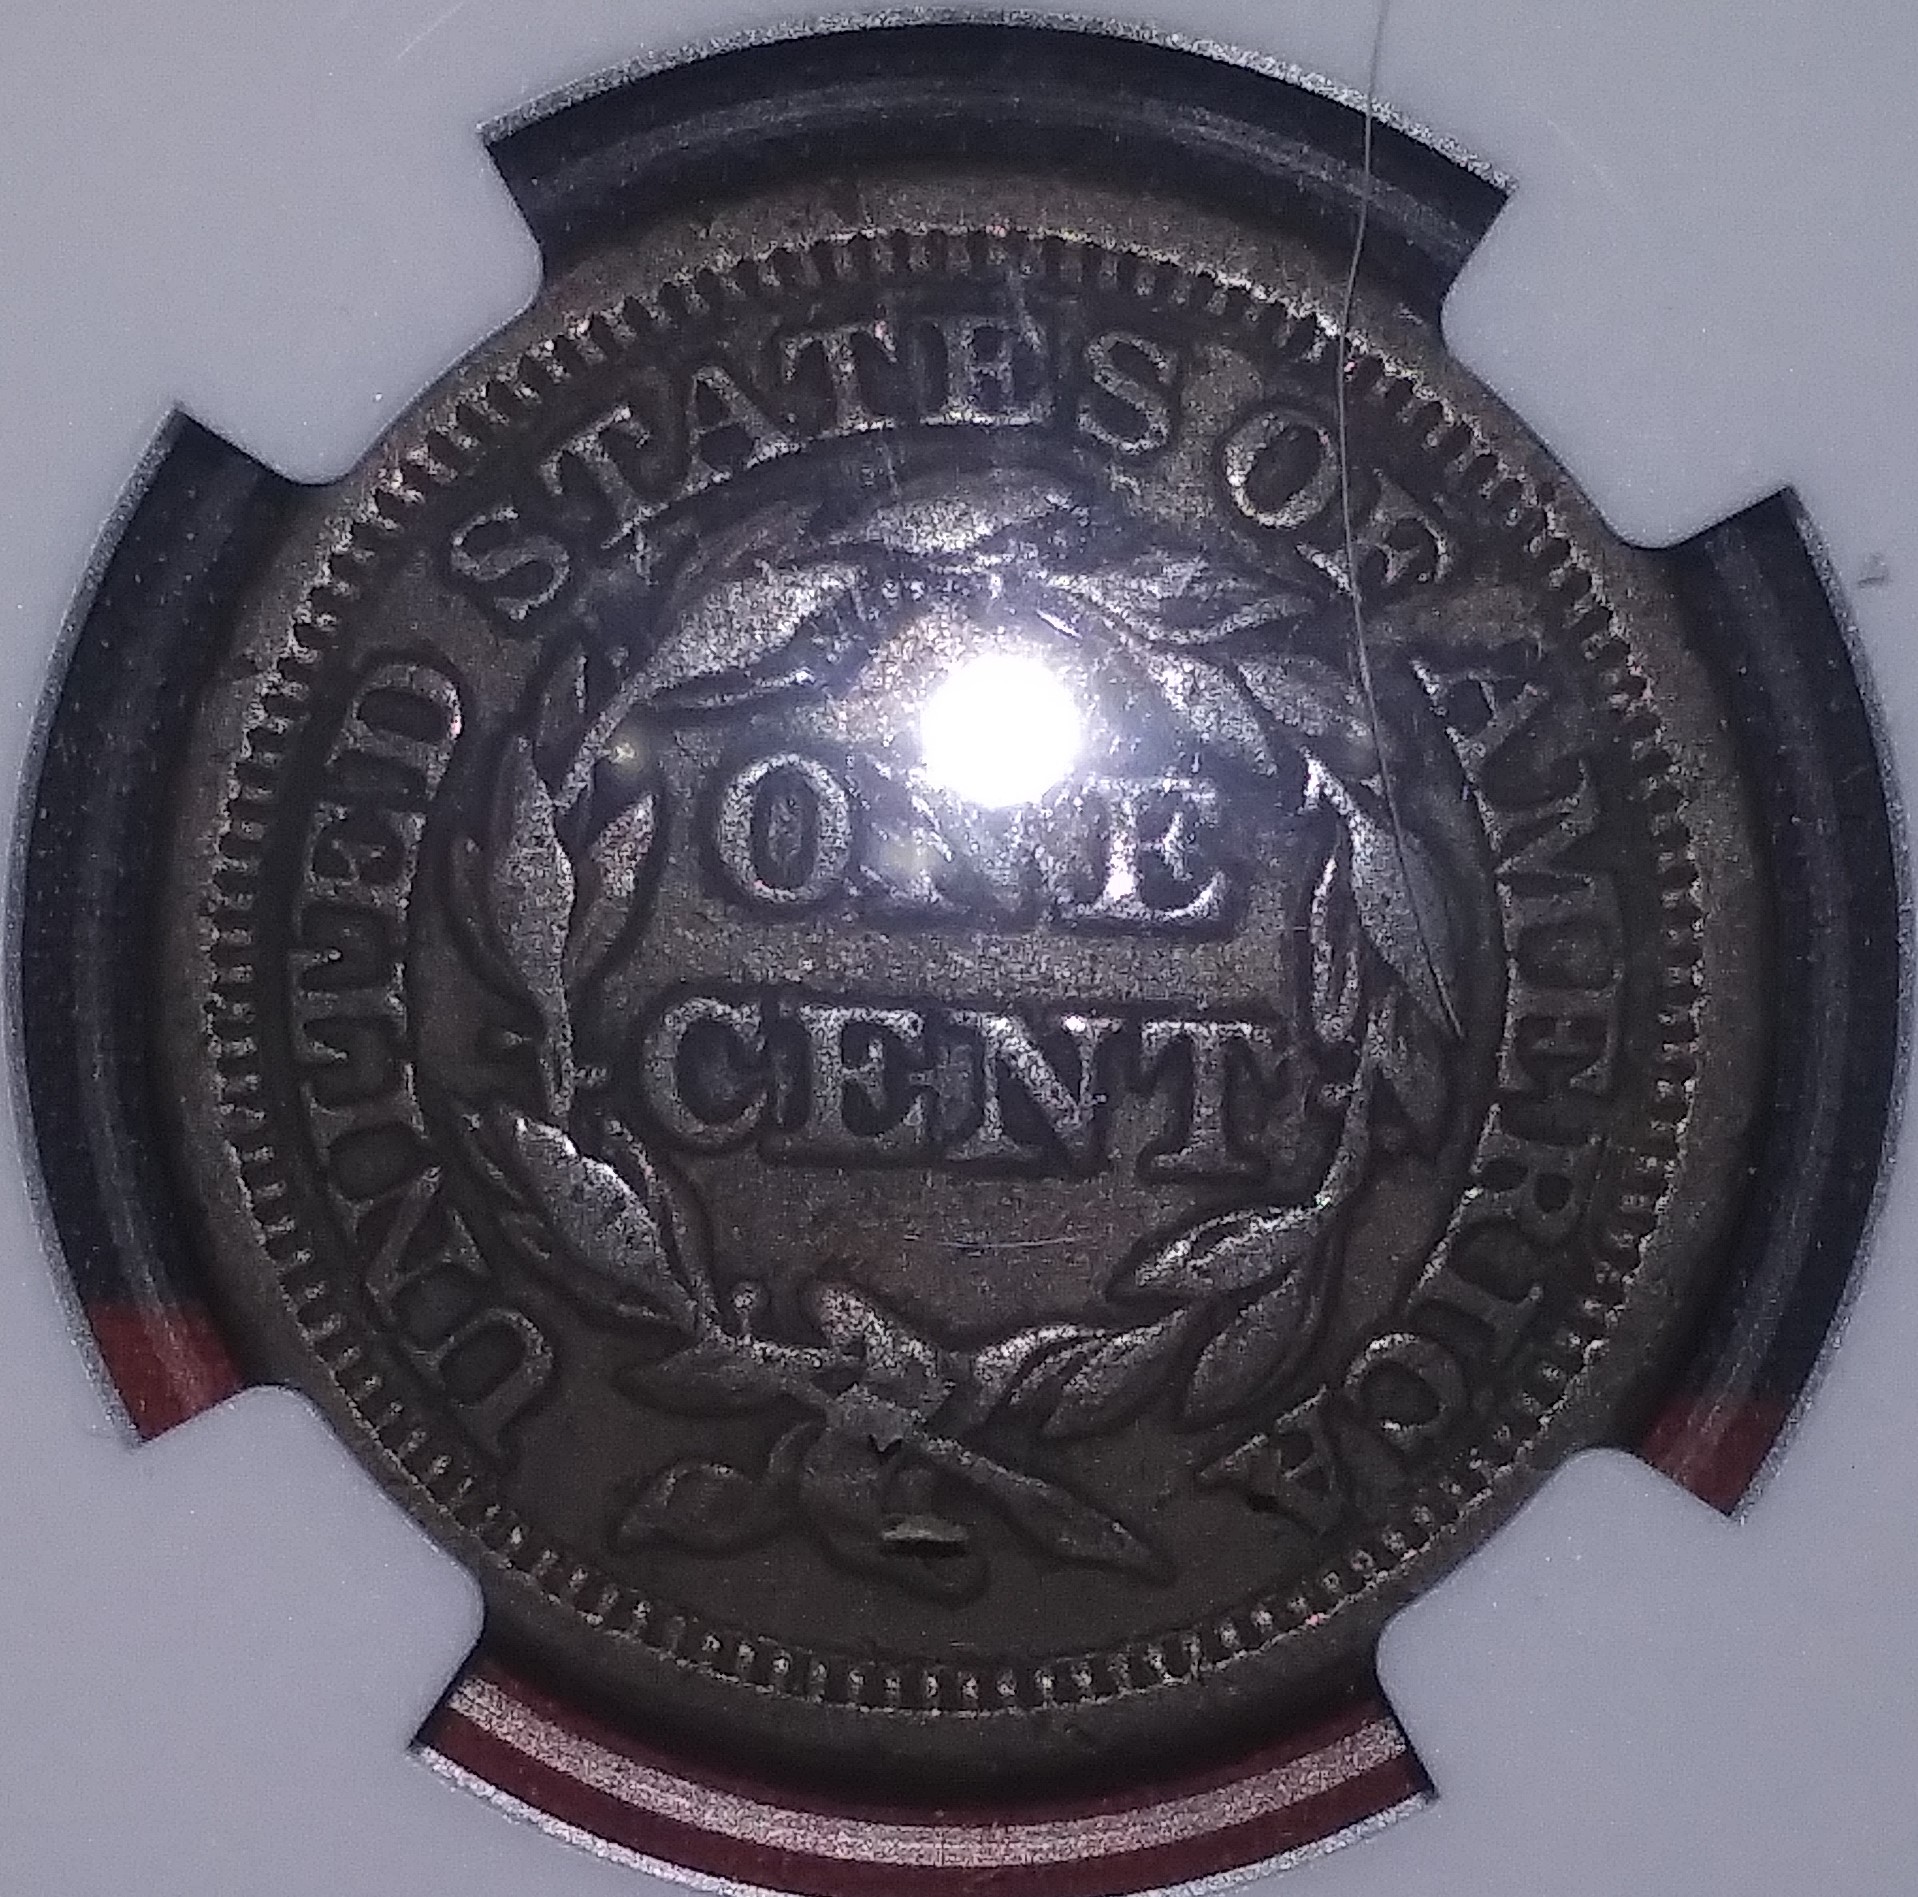 UNITED STATES OF AMERICA
ONE
CENT